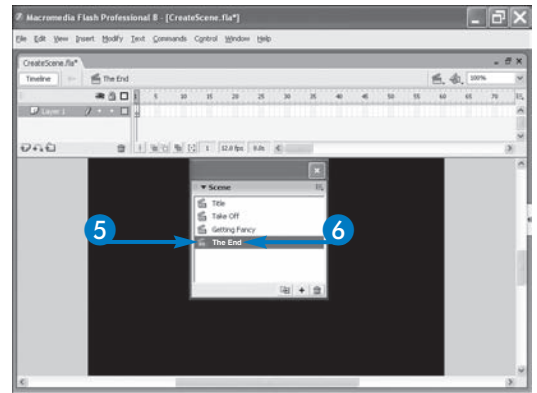 Macromedia Flash Professional 8 - [CreateScene.fla*]
File Edit View Insert Modify Text Commands Control Window Help
CreateScene.fla*
Timeline The End 100%
1 5 10 15 20 25 30 35 40 45 50 55 60 65 70
Layer 1
1 12.0 fps 0.0s
Scene
Title
Take Off
Getting Fancy
The End
5
6